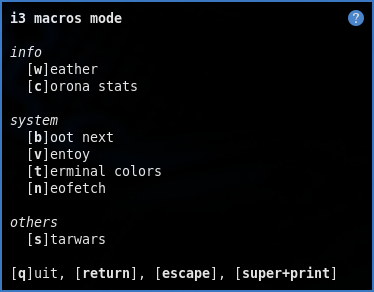 i3 macros mode
?
info
[w]eather
[c]orona stats
system
[b]oot next
[v]entoy
[t]erminal colors
[n]eofetch
others
[s]tarwars
[q]uit, [return], [escape], [super+print]